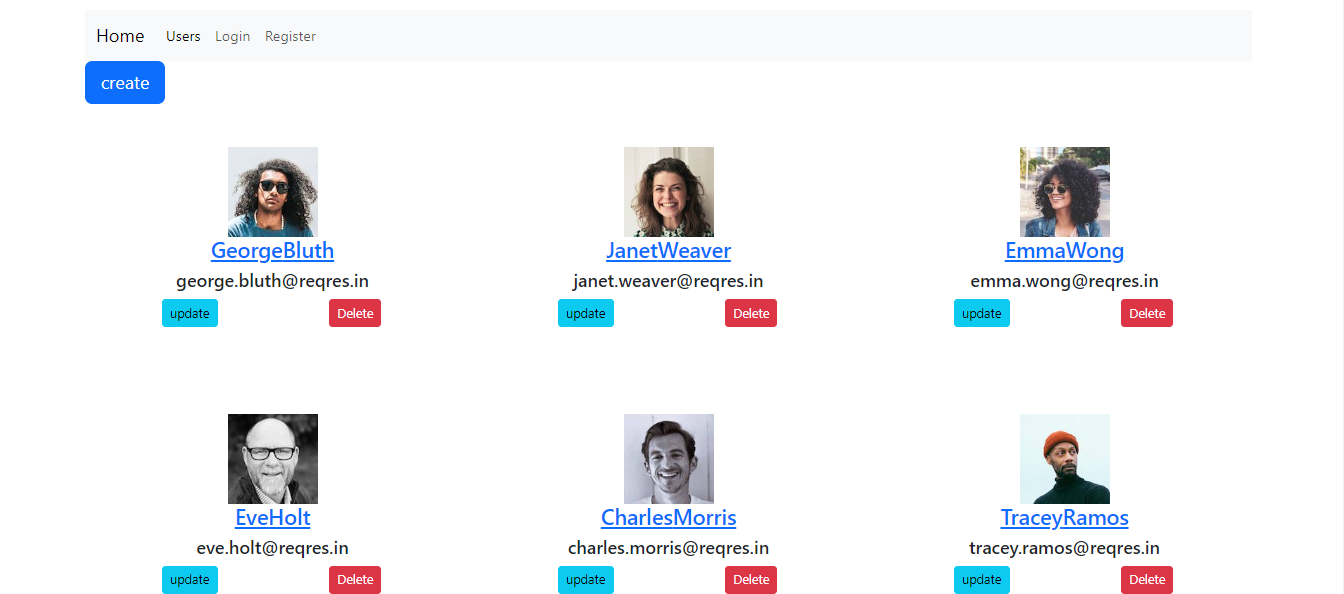 Home Users Login Register
create
GeorgeBluth JanetWeaver EmmaWong
george.bluth@reqres.in janet.weaver@reqres.in emma.wong@reqres.in
update Delete update Delete update Delete
EveHolt CharlesMorris TraceyRamos
eve.holt@reqres.in charles.morris@reqres.in tracey.ramos@reqres.in
update Delete update Delete update Delete